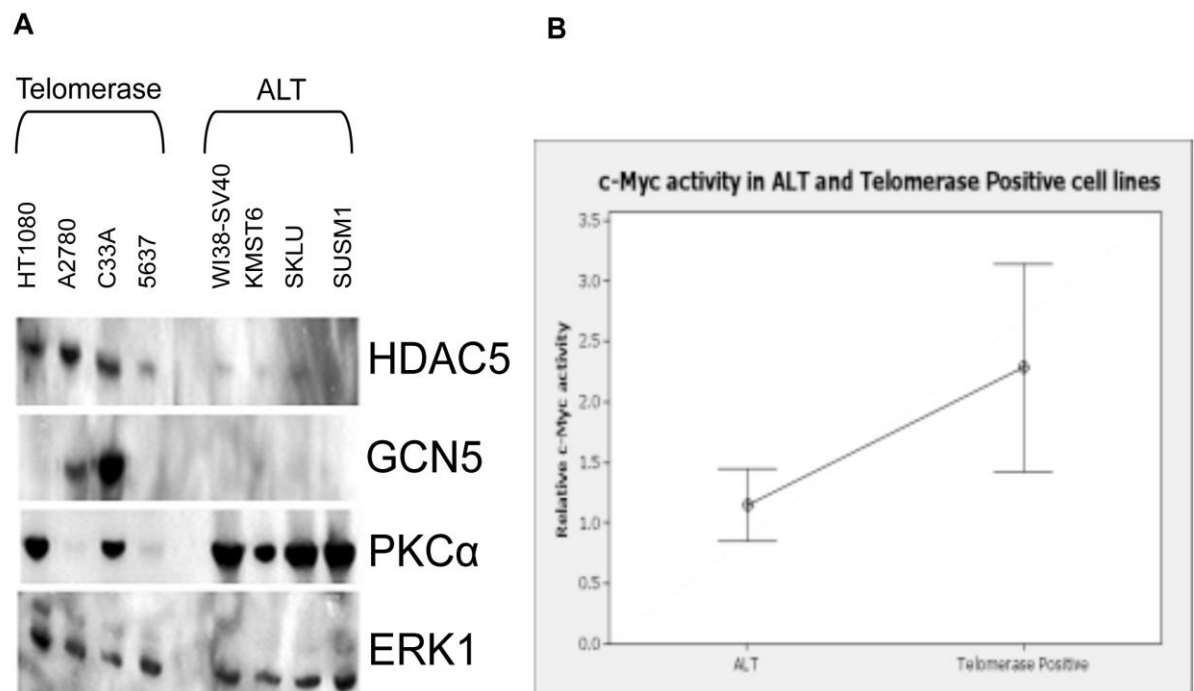 A
Telomerase ALT
HT1080
A2780
C33A
5637
WI38-SV40
KMST6
SKLU
SUSM1
HDAC5
GCN5
PKCα
ERK1
B
c-Myc activity in ALT and Telomerase Positive cell lines
Relative c-Myc activity
3.5
3.0
2.5
2.0
1.5
1.0
0.5
0.0
ALT Telomerase Positive